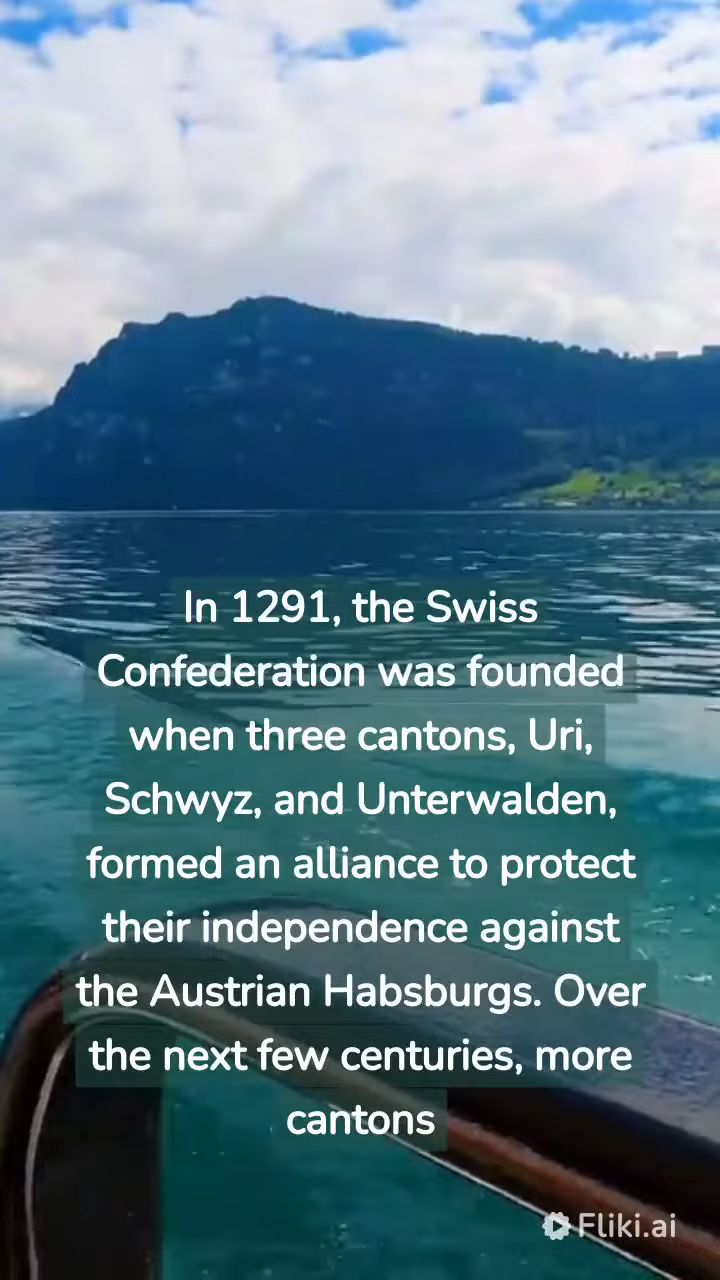 In 1291, the Swiss
Confederation was founded
when three cantons, Uri,
Schwyz, and Unterwalden,
formed an alliance to protect
their independence against
the Austrian Habsburgs. Over
the next few centuries, more
cantons
Fliki.ai